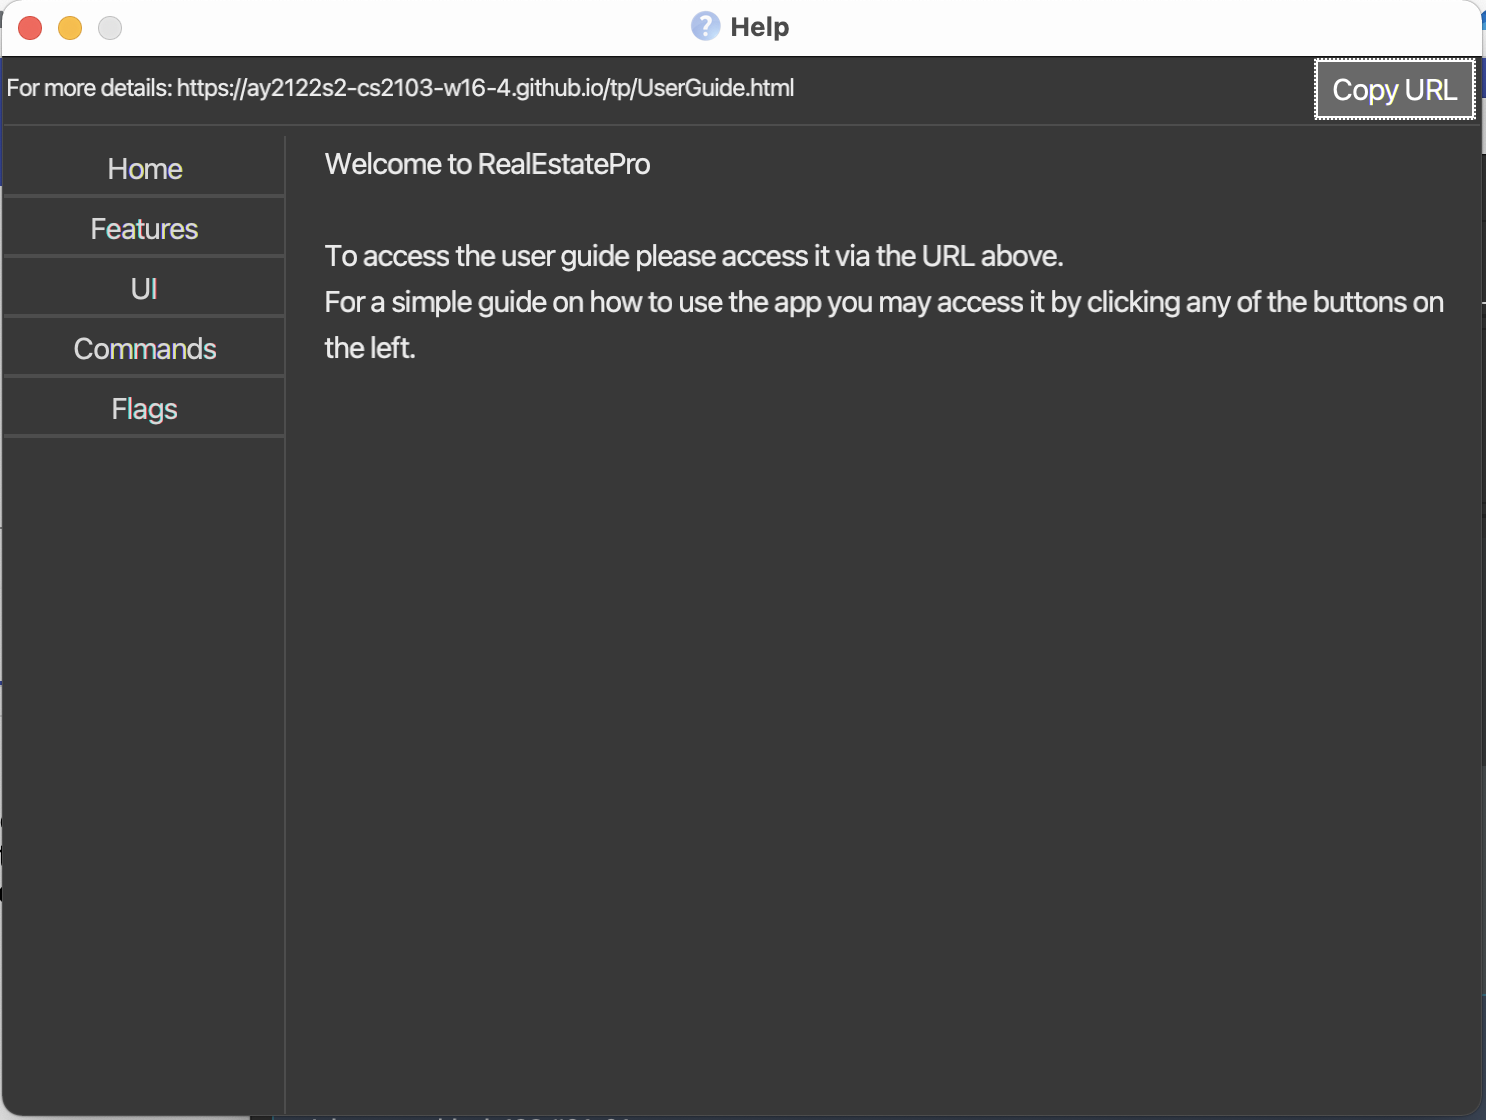 Help
For more details: https://ay2122s2-cs2103-w16-4.github.io/tp/UserGuide.html
Copy URL
Home
Features
UI
Commands
Flags
Welcome to RealEstatePro
To access the user guide please access it via the URL above.
For a simple guide on how to use the app you may access it by clicking any of the buttons on
the left.